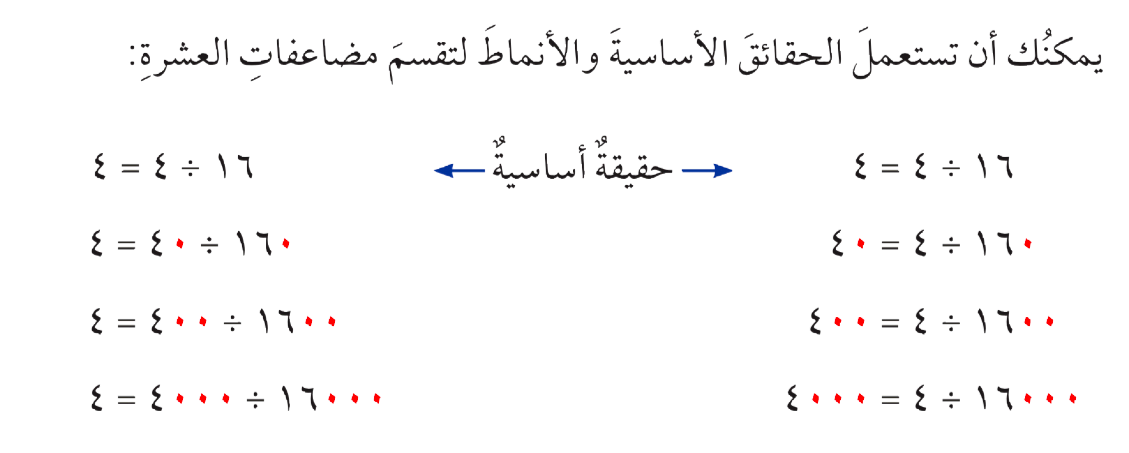 يمكنُك أن تستعملَ الحقائقَ الأساسيةَ والأنماطَ لتقسمَ مضاعفاتِ العشرةِ:
١٦ ÷ ٤ = ٤ حقيقةٌ أساسيةٌ ١٦ ÷ ٤ = ٤
١٦٠ ÷ ٤ = ٤٠ ١٦٠ ÷ ٤٠ = ٤
١٦٠٠ ÷ ٤ = ٤٠٠ ١٦٠٠ ÷ ٤٠٠ = ٤
١٦٠٠٠ ÷ ٤ = ٤٠٠٠ ١٦٠٠٠ ÷ ٤٠٠٠ = ٤